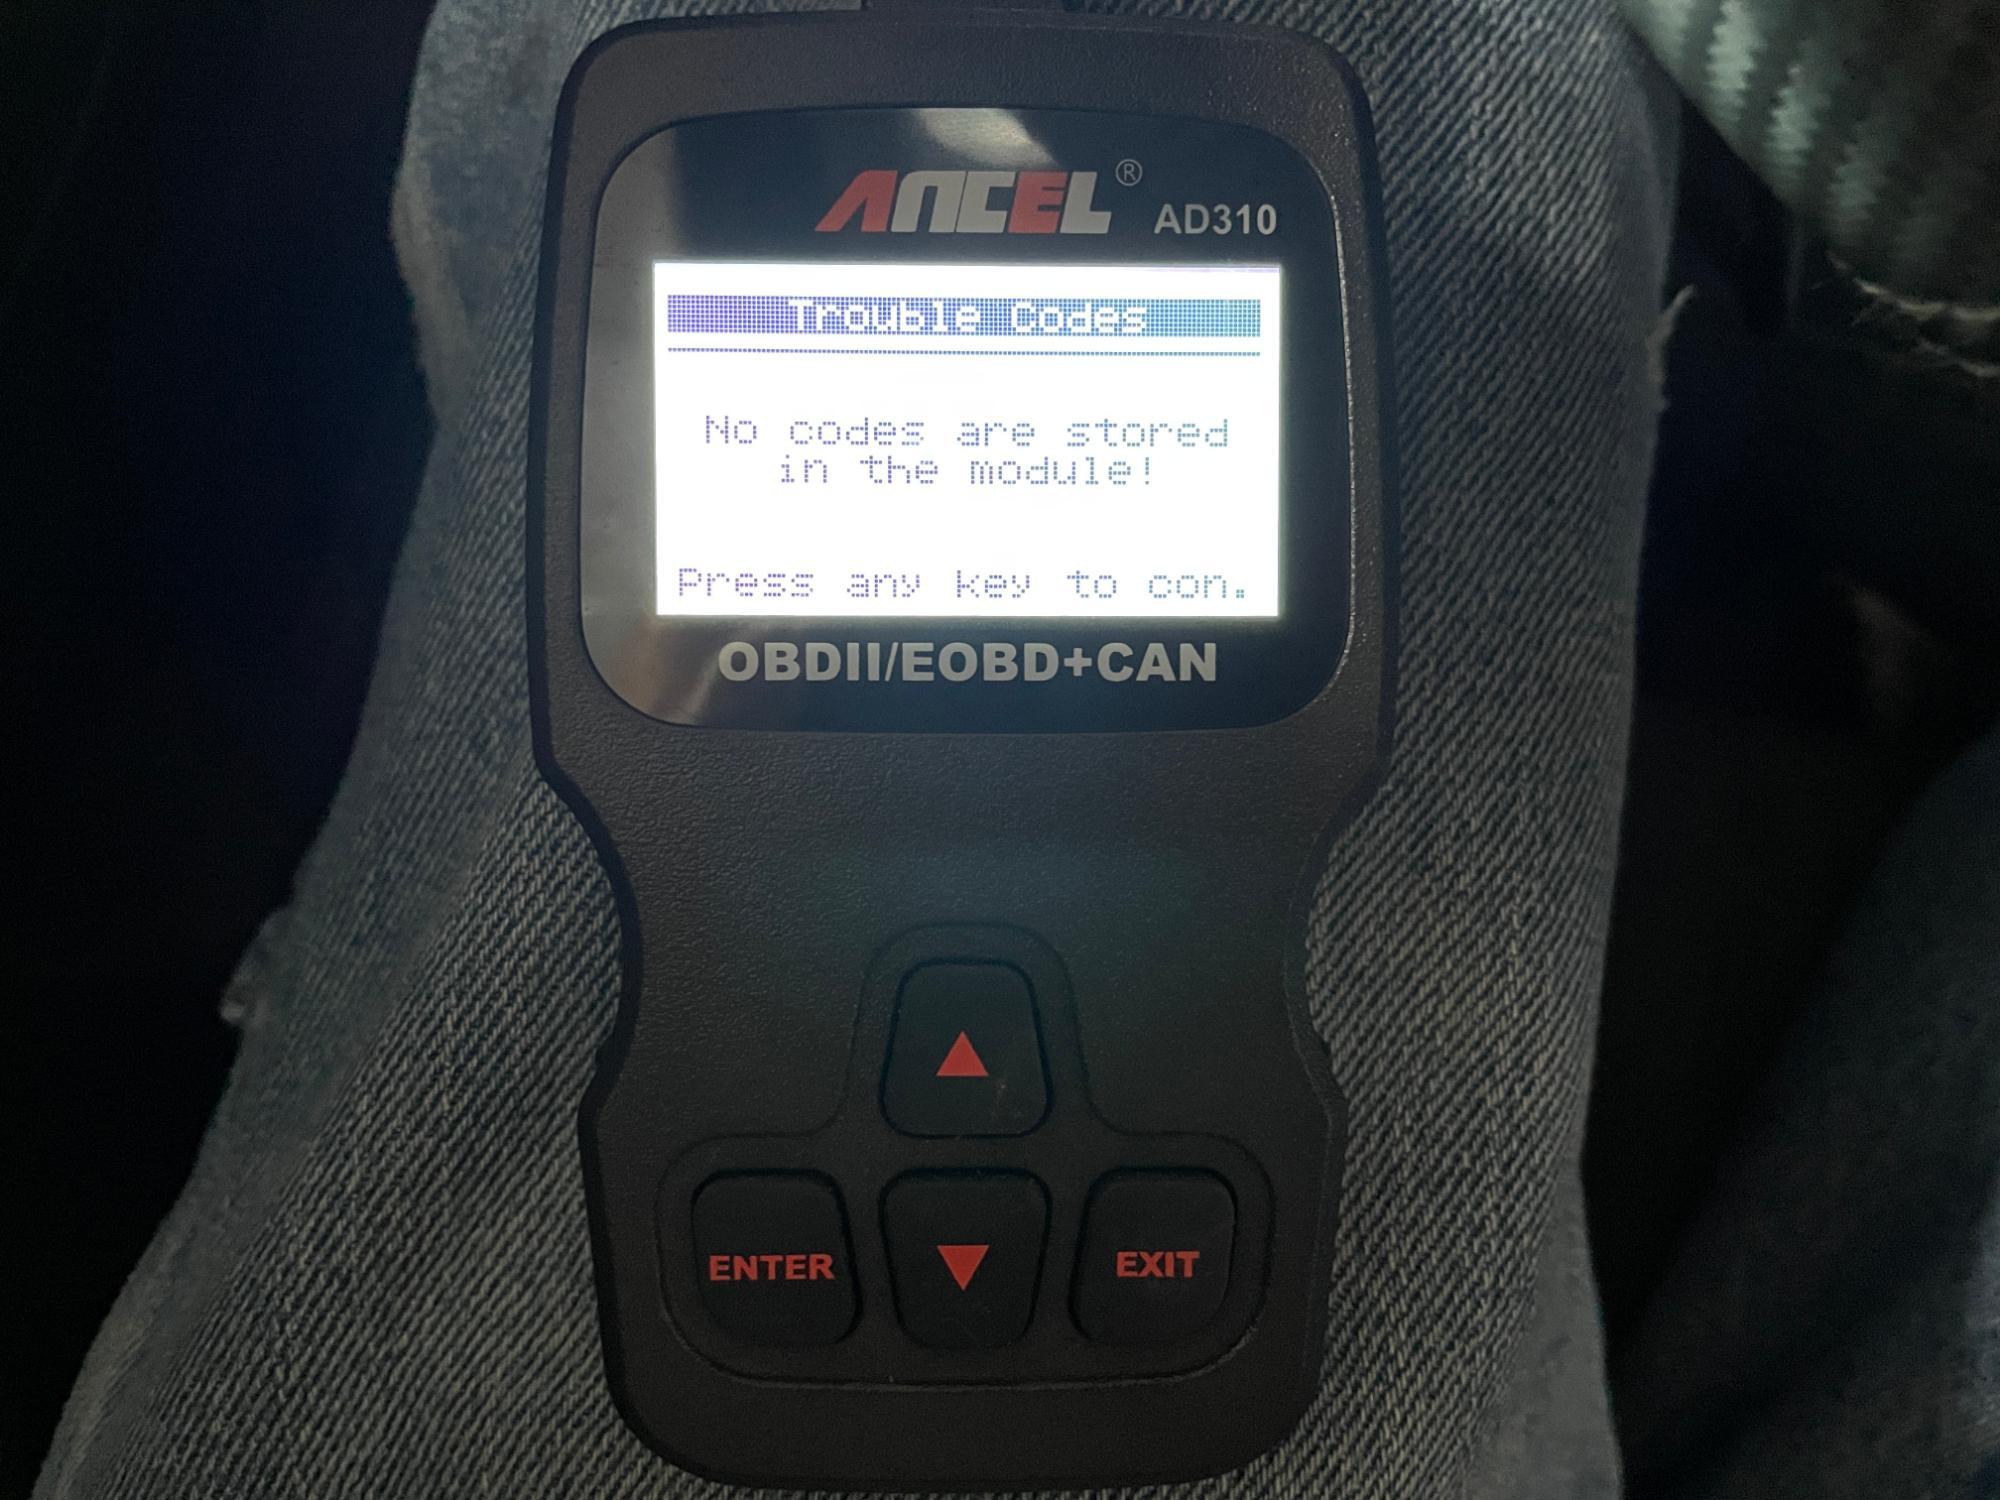 ANCEL® AD310
Trouble Codes
No codes are stored
in the module!
Press any key to con.
OBDII/EOBD+CAN
▲
ENTER ▼ EXIT